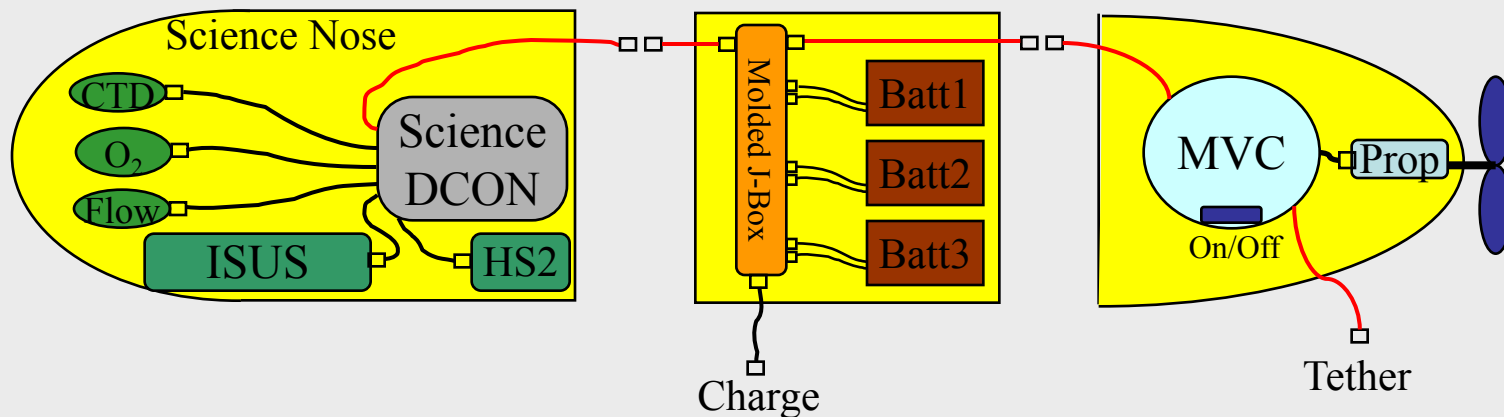 Science Nose
CTD
O₂
Flow
Science
DCON
ISUS
HS2
Molded J-Box
Batt1
Batt2
Batt3
Charge
MVC
Prop
On/Off
Tether